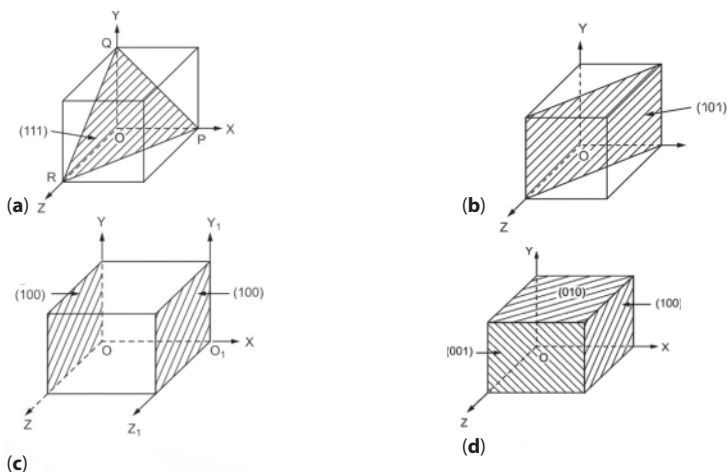 Y
Q
(111)
O
X
P
R
Z
(a)
Y
(101)
O
Z
(b)
Y
Y₁
(100)
(100)
O
O₁
X
Z
Z₁
(c)
Y
(010)
(100)
(001)
O
X
Z
(d)